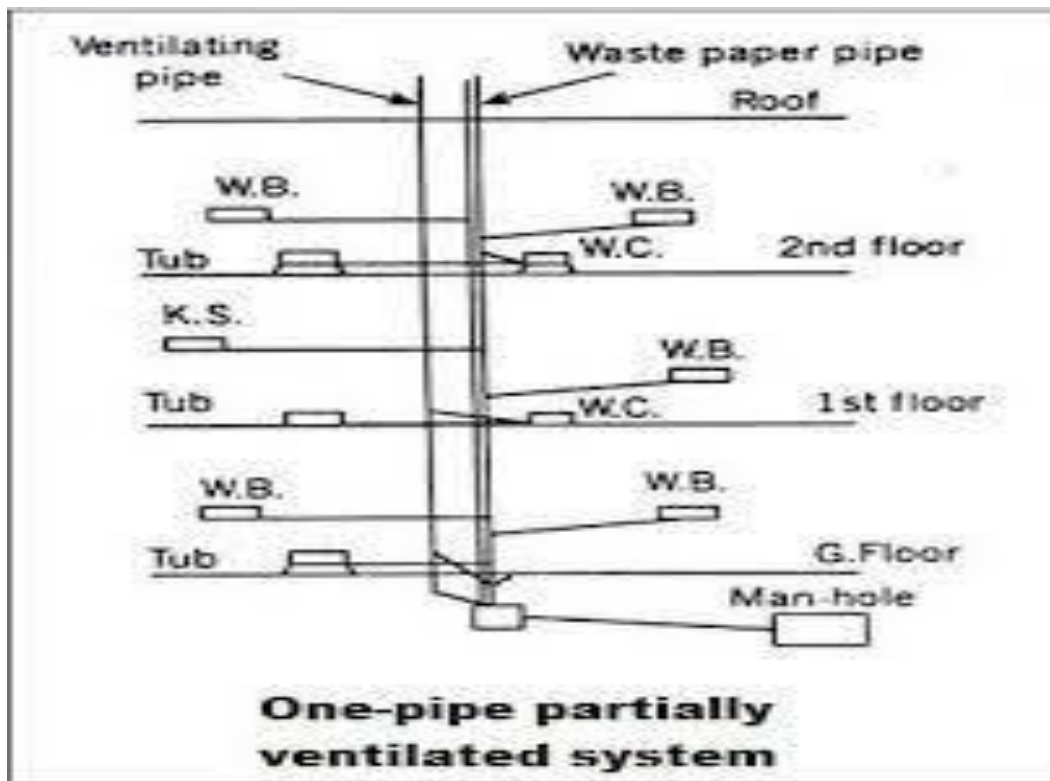 Ventilating
pipe
Waste paper pipe
Roof
W.B.
W.B.
Tub
W.C.
2nd floor
K.S.
W.B.
Tub
W.C.
1st floor
W.B.
W.B.
Tub
G.Floor
Man-hole
One-pipe partially
ventilated system